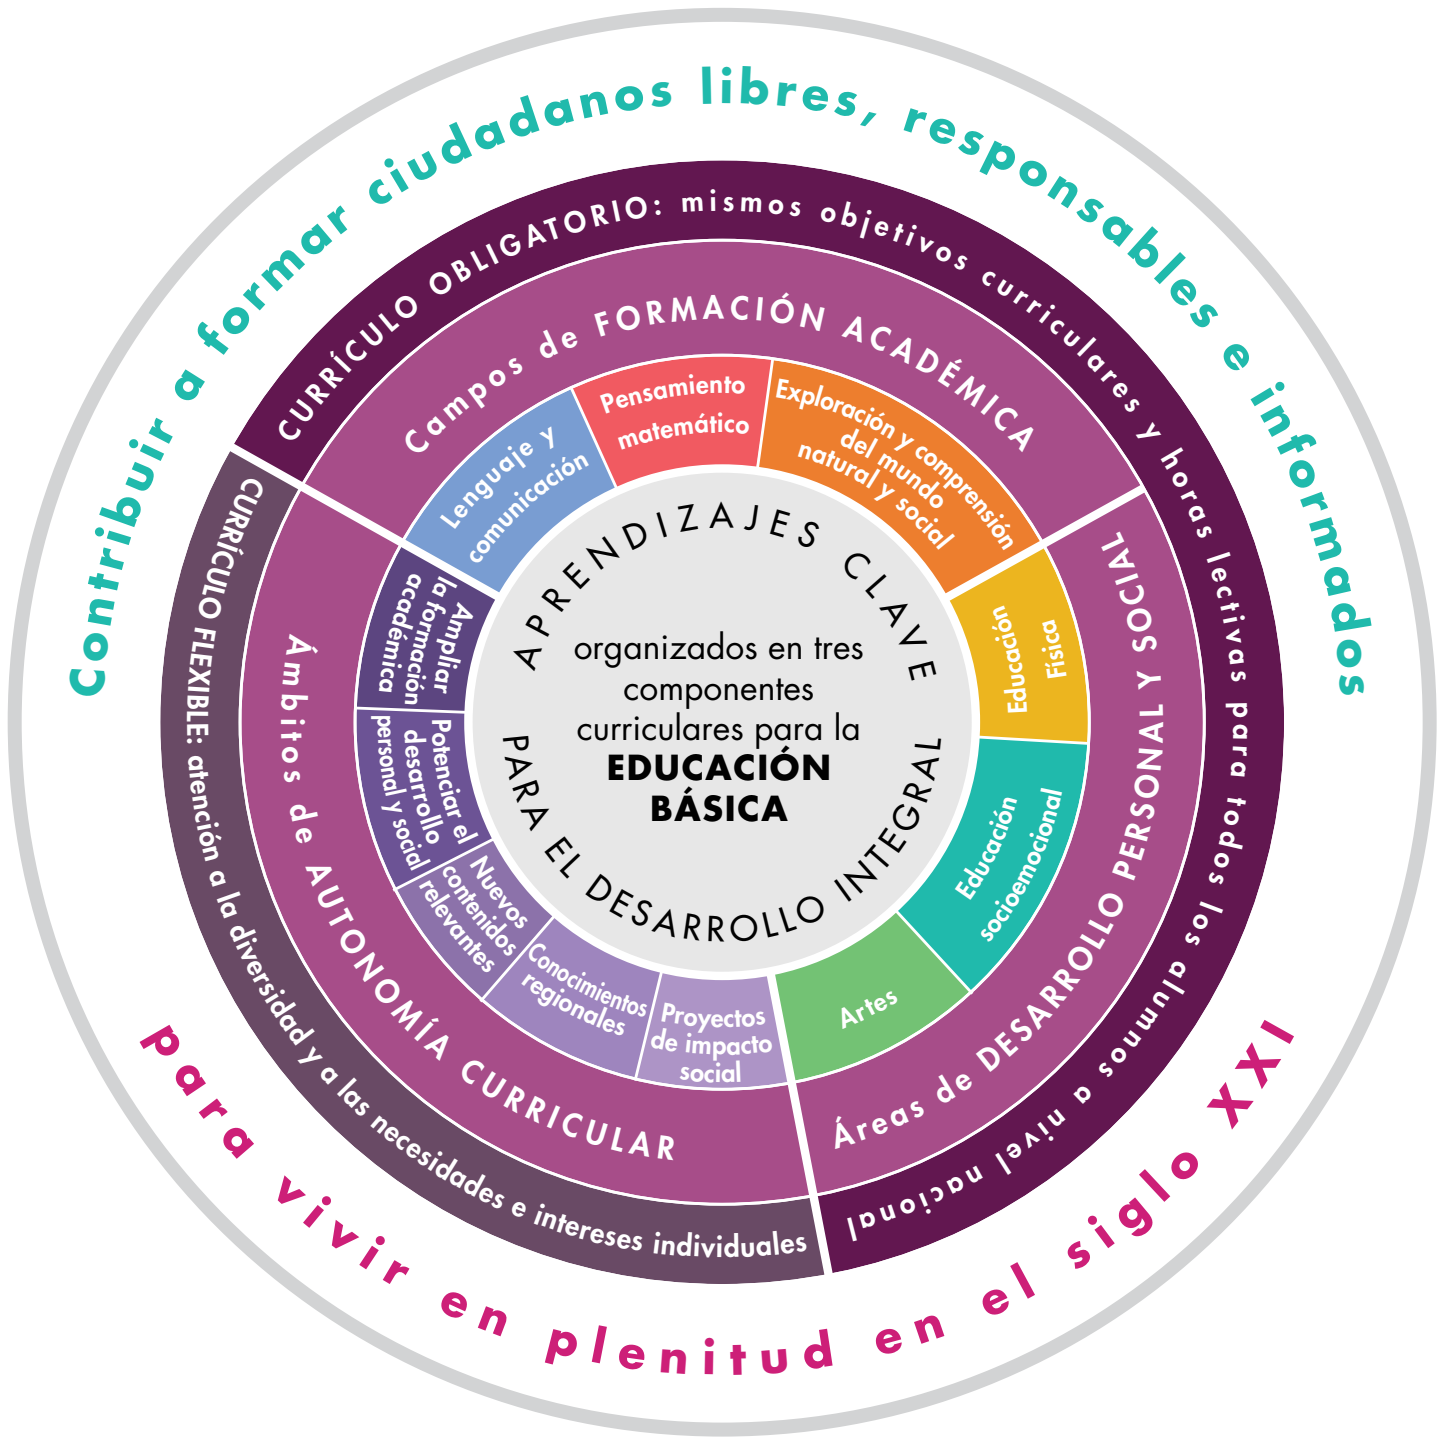 Contribuir a formar ciudadanos libres, responsables e informados
para vivir en plenitud en el siglo XXI
CURRÍCULO OBLIGATORIO: mismos objetivos curriculares y horas lectivas para todos los alumnos a nivel nacional
CURRÍCULO FLEXIBLE: atención a la diversidad y a las necesidades e intereses individuales
Campos de FORMACIÓN ACADÉMICA
Lenguaje y
comunicación
Pensamiento
matemático
Exploración y comprensión
del mundo
natural y social
Áreas de DESARROLLO PERSONAL Y SOCIAL
Educación
Física
Educación
socioemocional
Artes
Ámbitos de AUTONOMÍA CURRICULAR
Ampliar
la formación
académica
Potenciar el
desarrollo
personal y social
Nuevos
contenidos
relevantes
Conocimientos
regionales
Proyectos
de impacto
social
APRENDIZAJES CLAVE
PARA EL DESARROLLO INTEGRAL
organizados en tres
componentes
curriculares para la
EDUCACIÓN
BÁSICA